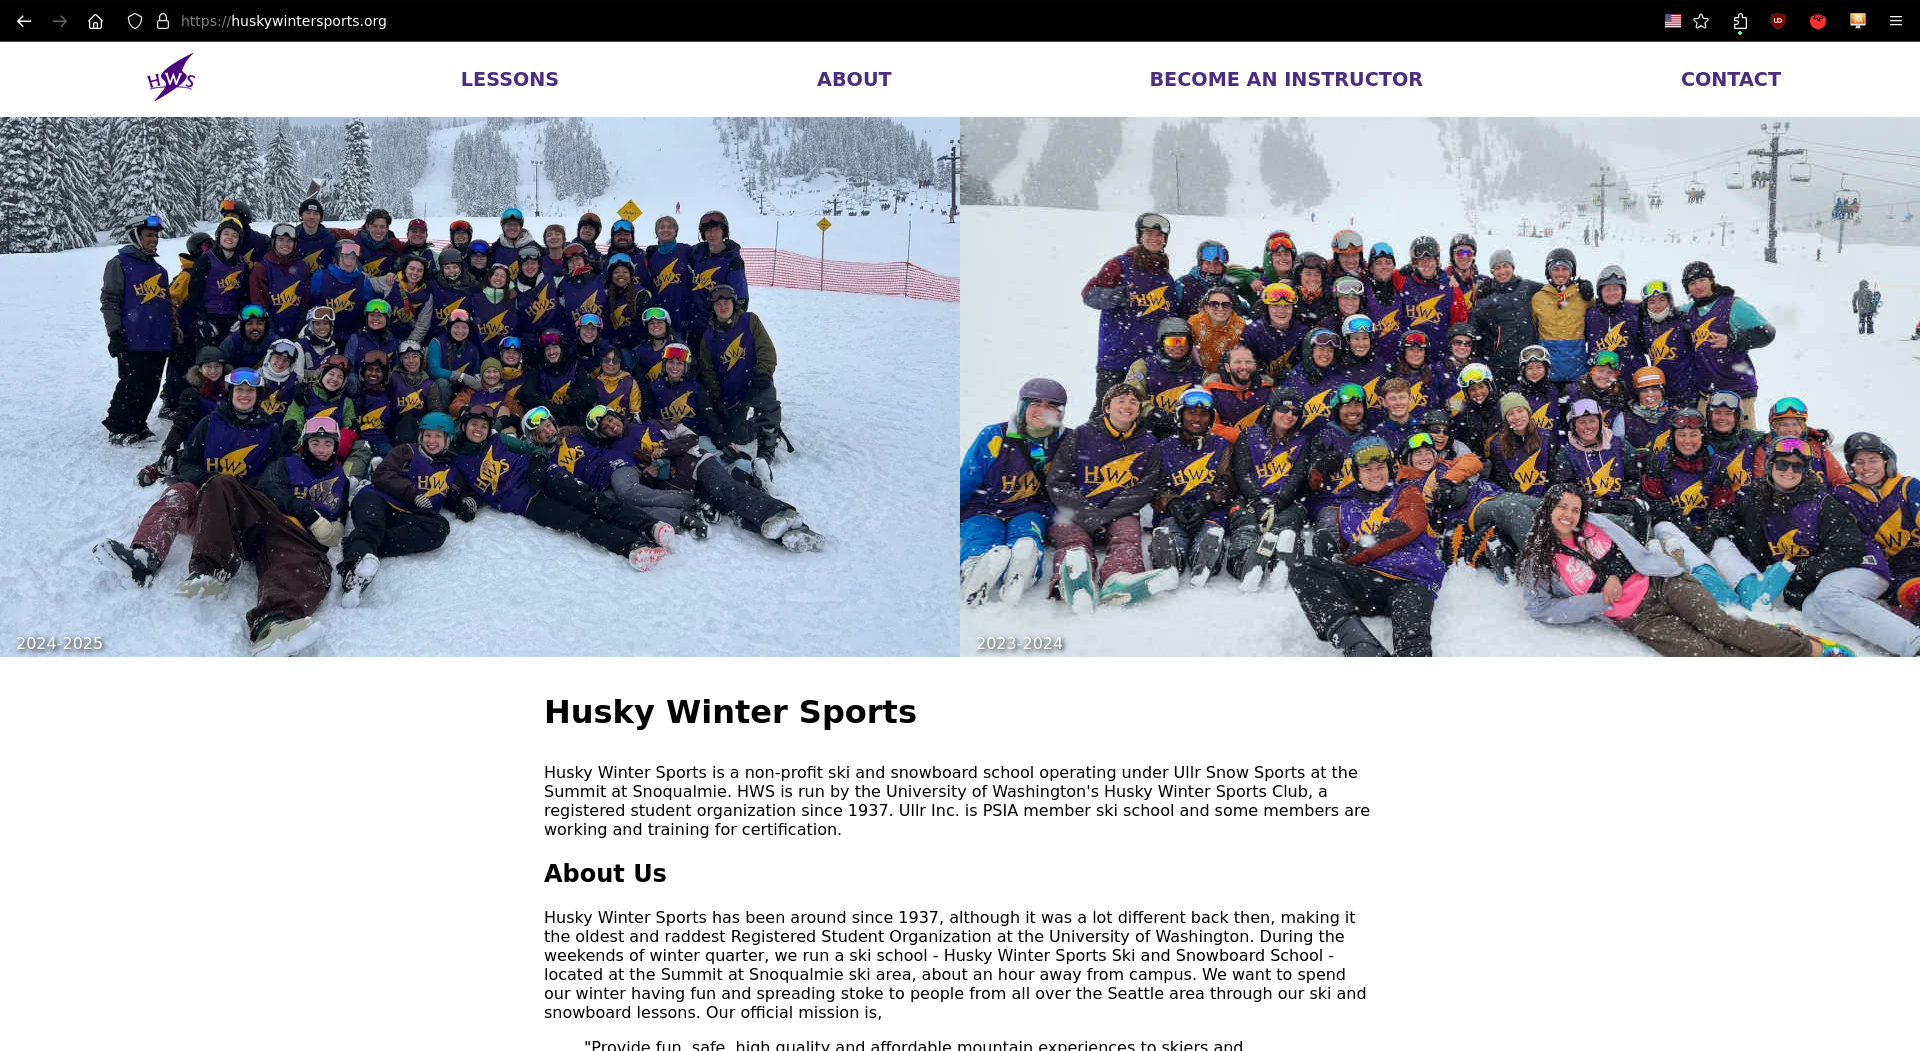 https://huskywintersports.org
HWS
LESSONS
ABOUT
BECOME AN INSTRUCTOR
CONTACT
2024-2025
2023-2024
Husky Winter Sports
Husky Winter Sports is a non-profit ski and snowboard school operating under Ullr Snow Sports at the
Summit at Snoqualmie. HWS is run by the University of Washington's Husky Winter Sports Club, a
registered student organization since 1937. Ullr Inc. is PSIA member ski school and some members are
working and training for certification.
About Us
Husky Winter Sports has been around since 1937, although it was a lot different back then, making it
the oldest and raddest Registered Student Organization at the University of Washington. During the
weekends of winter quarter, we run a ski school - Husky Winter Sports Ski and Snowboard School -
located at the Summit at Snoqualmie ski area, about an hour away from campus. We want to spend
our winter having fun and spreading stoke to people from all over the Seattle area through our ski and
snowboard lessons. Our official mission is,
"Provide fun, safe, high quality and affordable mountain experiences to skiers and